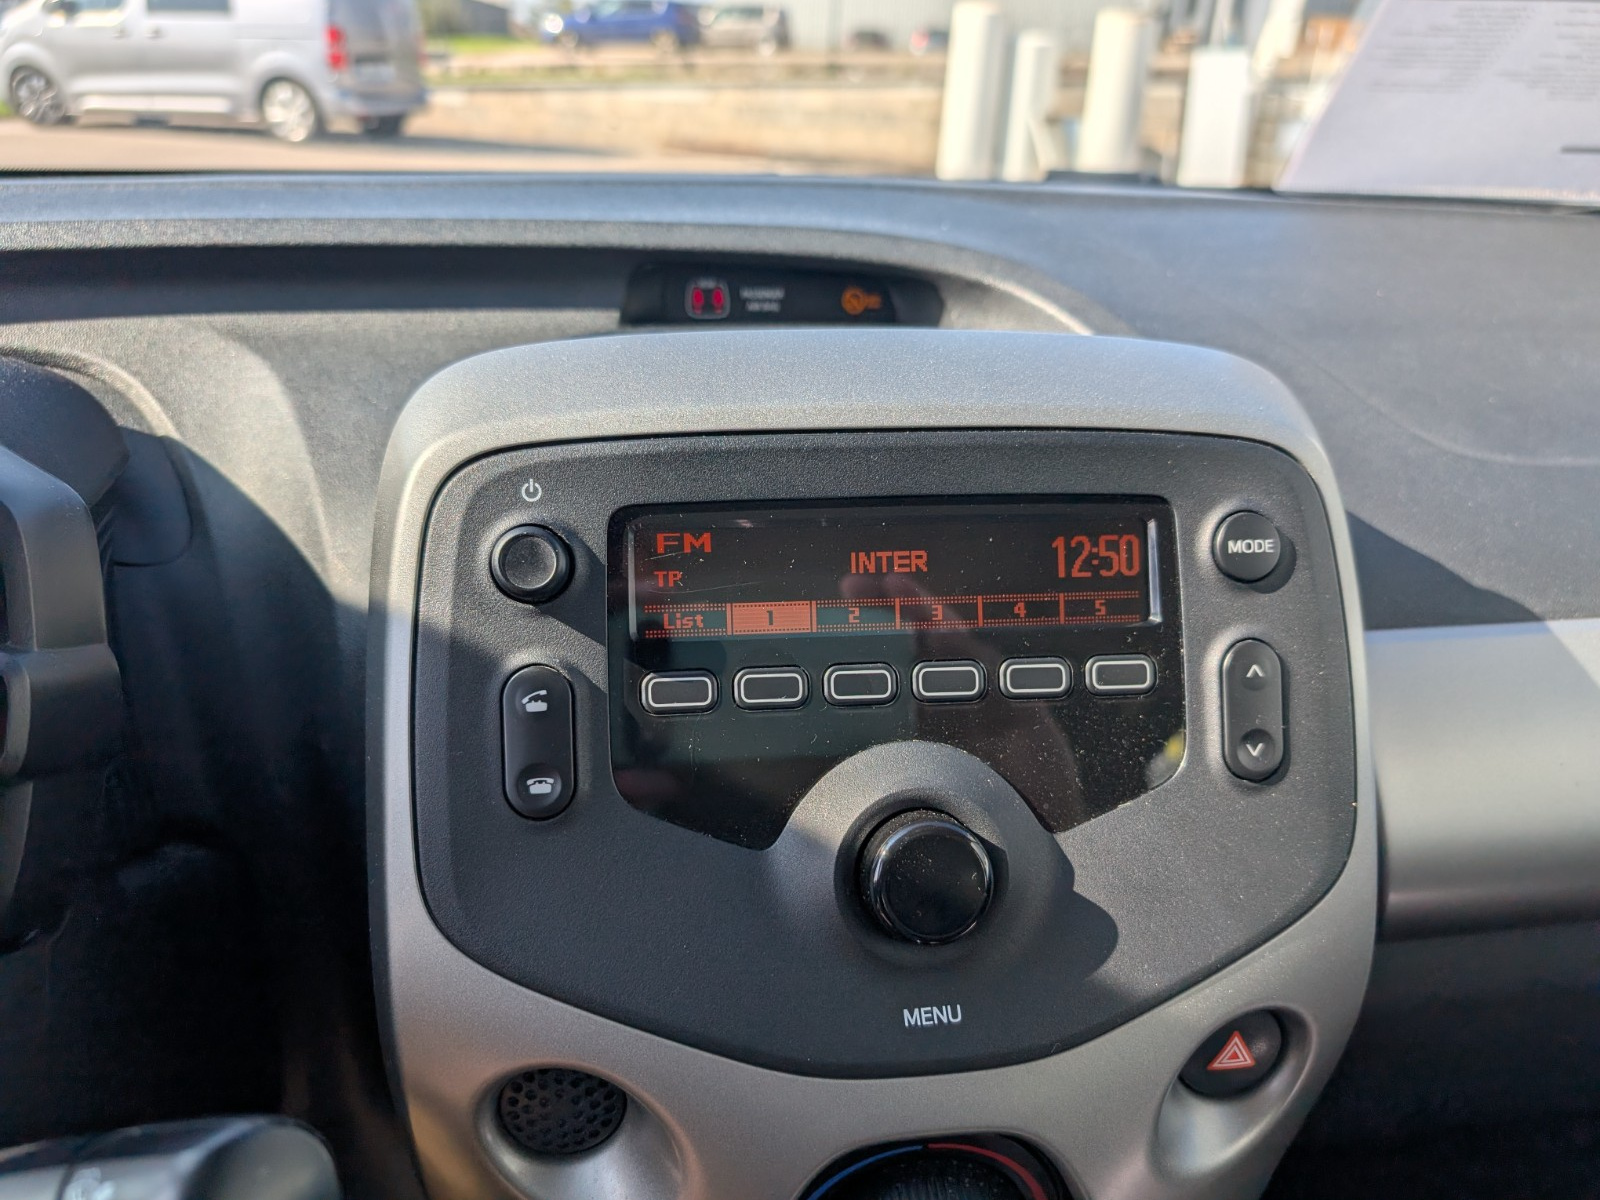 FM
INTER
12:50
TP
List 1 2 3 4 5
MODE
MENU